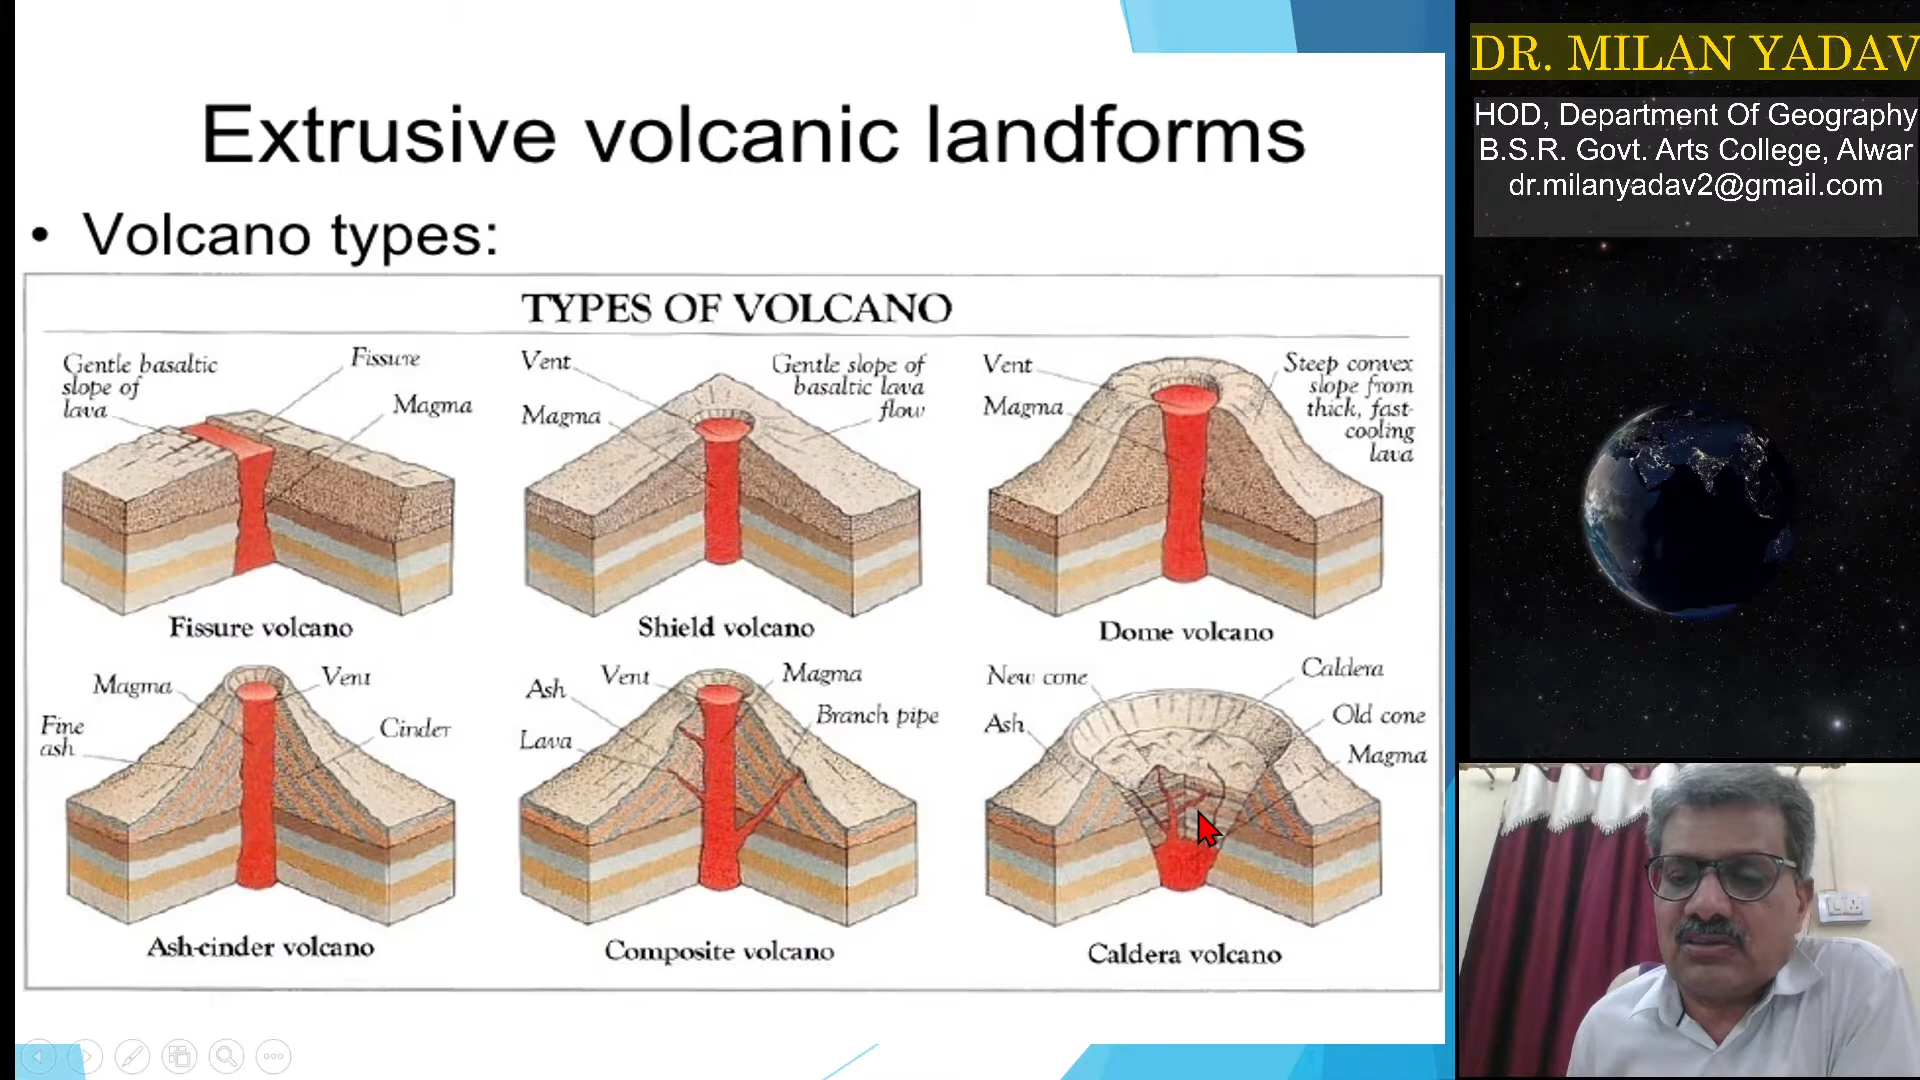 DR. MILAN YADAV
HOD, Department Of Geography
B.S.R. Govt. Arts College, Alwar
dr.milanyadav2@gmail.com
Extrusive volcanic landforms
• Volcano types:
TYPES OF VOLCANO
Gentle basaltic
slope of
lava
Fissure
Magma
Fissure volcano
Vent
Magma
Gentle slope of
basaltic lava
flow
Shield volcano
Vent
Magma
Steep convex
slope from
thick, fast-
cooling
lava
Dome volcano
Magma
Vent
Fine
ash
Cinder
Ash-cinder volcano
Ash
Vent
Magma
Lava
Branch pipe
Composite volcano
New cone
Caldera
Ash
Old cone
Magma
Caldera volcano